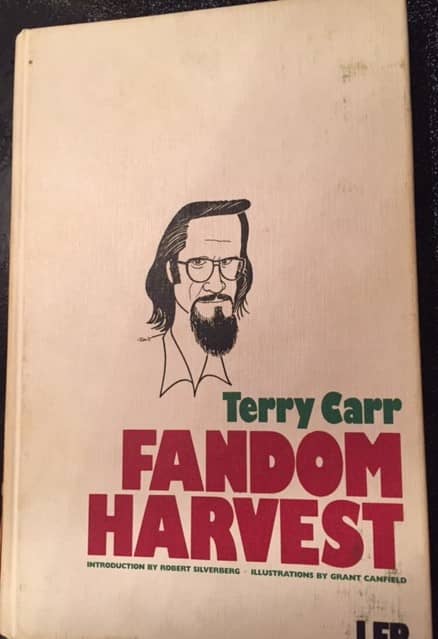 Terry Carr
FANDOM
HARVEST
INTRODUCTION BY ROBERT SILVERBERG · ILLUSTRATIONS BY GRANT CANFIELD